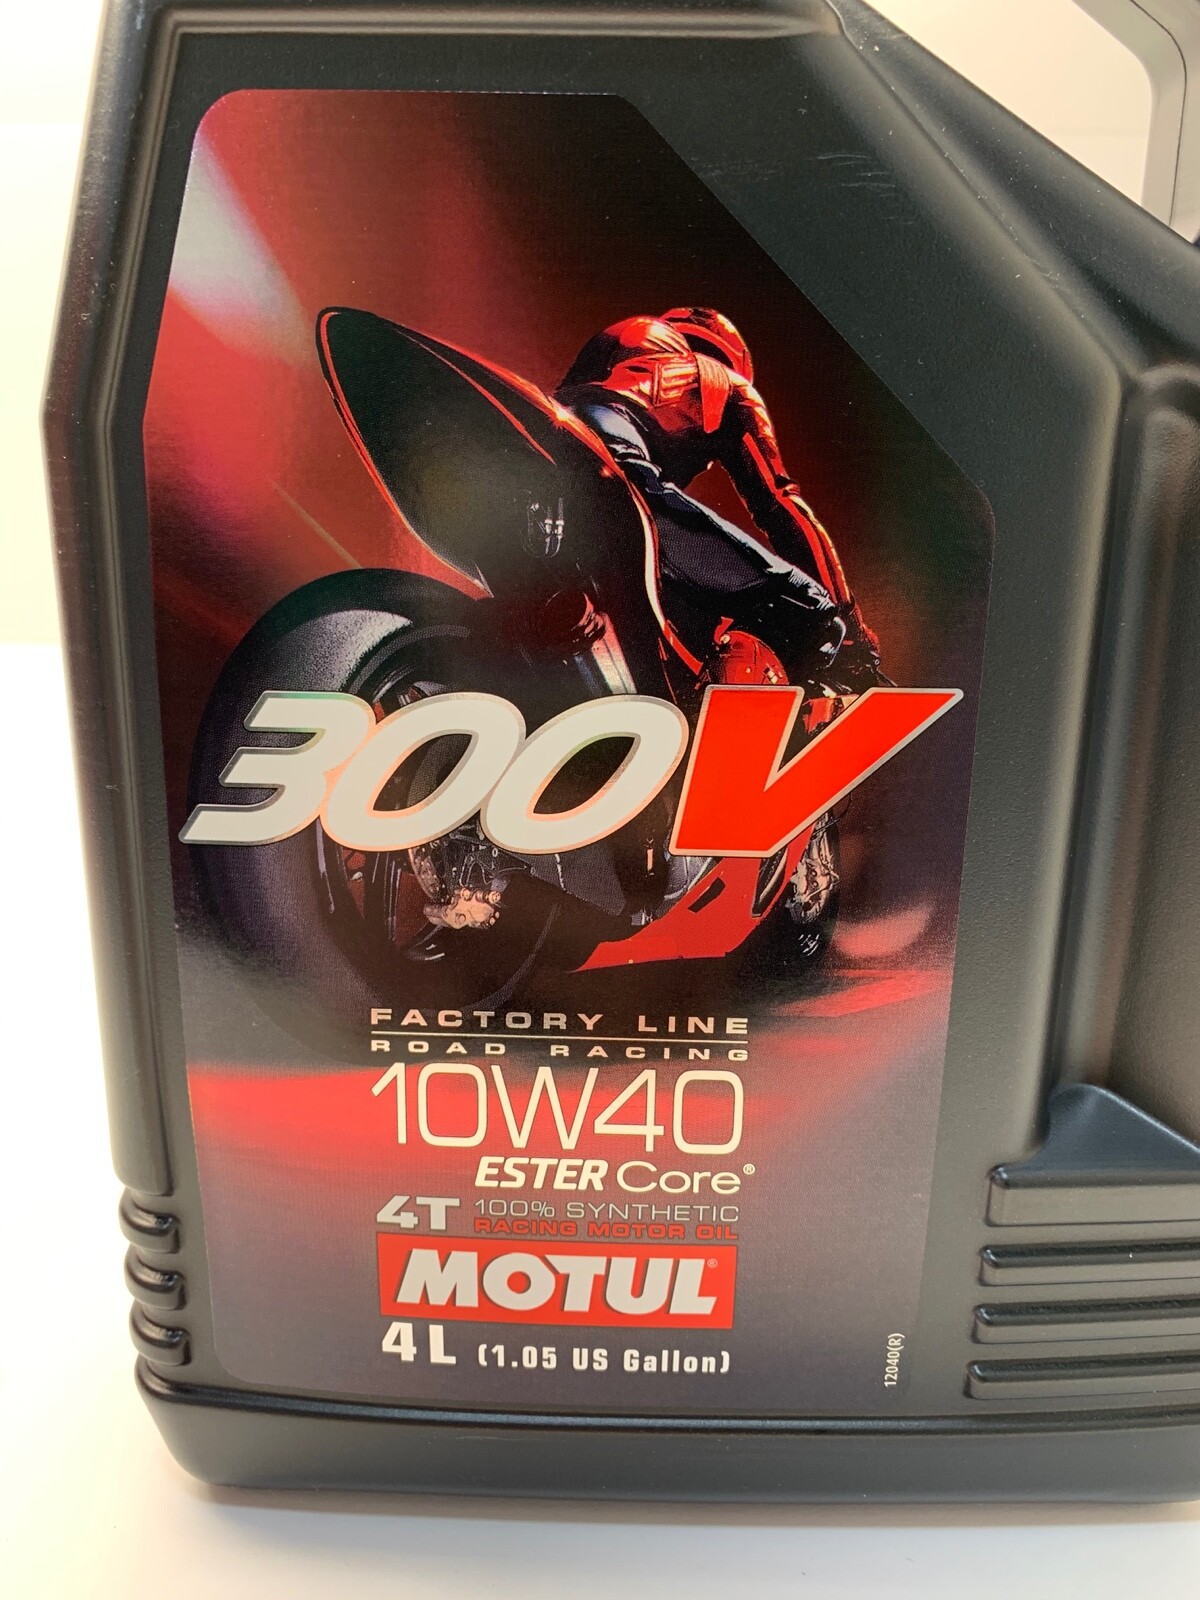 300V
FACTORY LINE
ROAD RACING
10W40
ESTER Core®
4T 100% SYNTHETIC
RACING MOTOR OIL
MOTUL®
4 L (1.05 US Gallon)
12040(R)